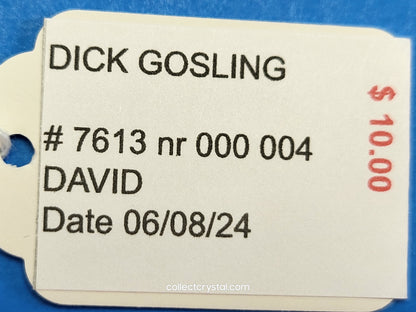 DICK GOSLING
$ 10.00
# 7613 nr 000 004
DAVID
Date 06/08/24
collectcrystal.com